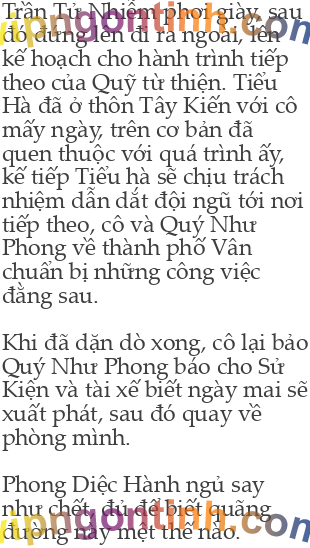 Trần Tử Nhiễm phơi giày, sau
đó đứng lên đi ra ngoài, lên
kế hoạch cho hành trình tiếp
theo của Quỹ từ thiện. Tiểu
Hà đã ở thôn Tây Kiến với cô
mấy ngày, trên cơ bản đã
quen thuộc với quá trình ấy,
kế tiếp Tiểu hà sẽ chịu trách
nhiệm dẫn dắt đội ngũ tới nơi
tiếp theo, cô và Quý Như
Phong về thành phố Vân
chuẩn bị những công việc
đằng sau.
Khi đã dặn dò xong, cô lại bảo
Quý Như Phong báo cho Sử
Kiện và tài xế biết ngày mai sẽ
xuất phát, sau đó quay về
phòng mình.
Phong Diệc Hành ngủ say
như chết, đủ để biết quãng
đường này mệt thế nào.